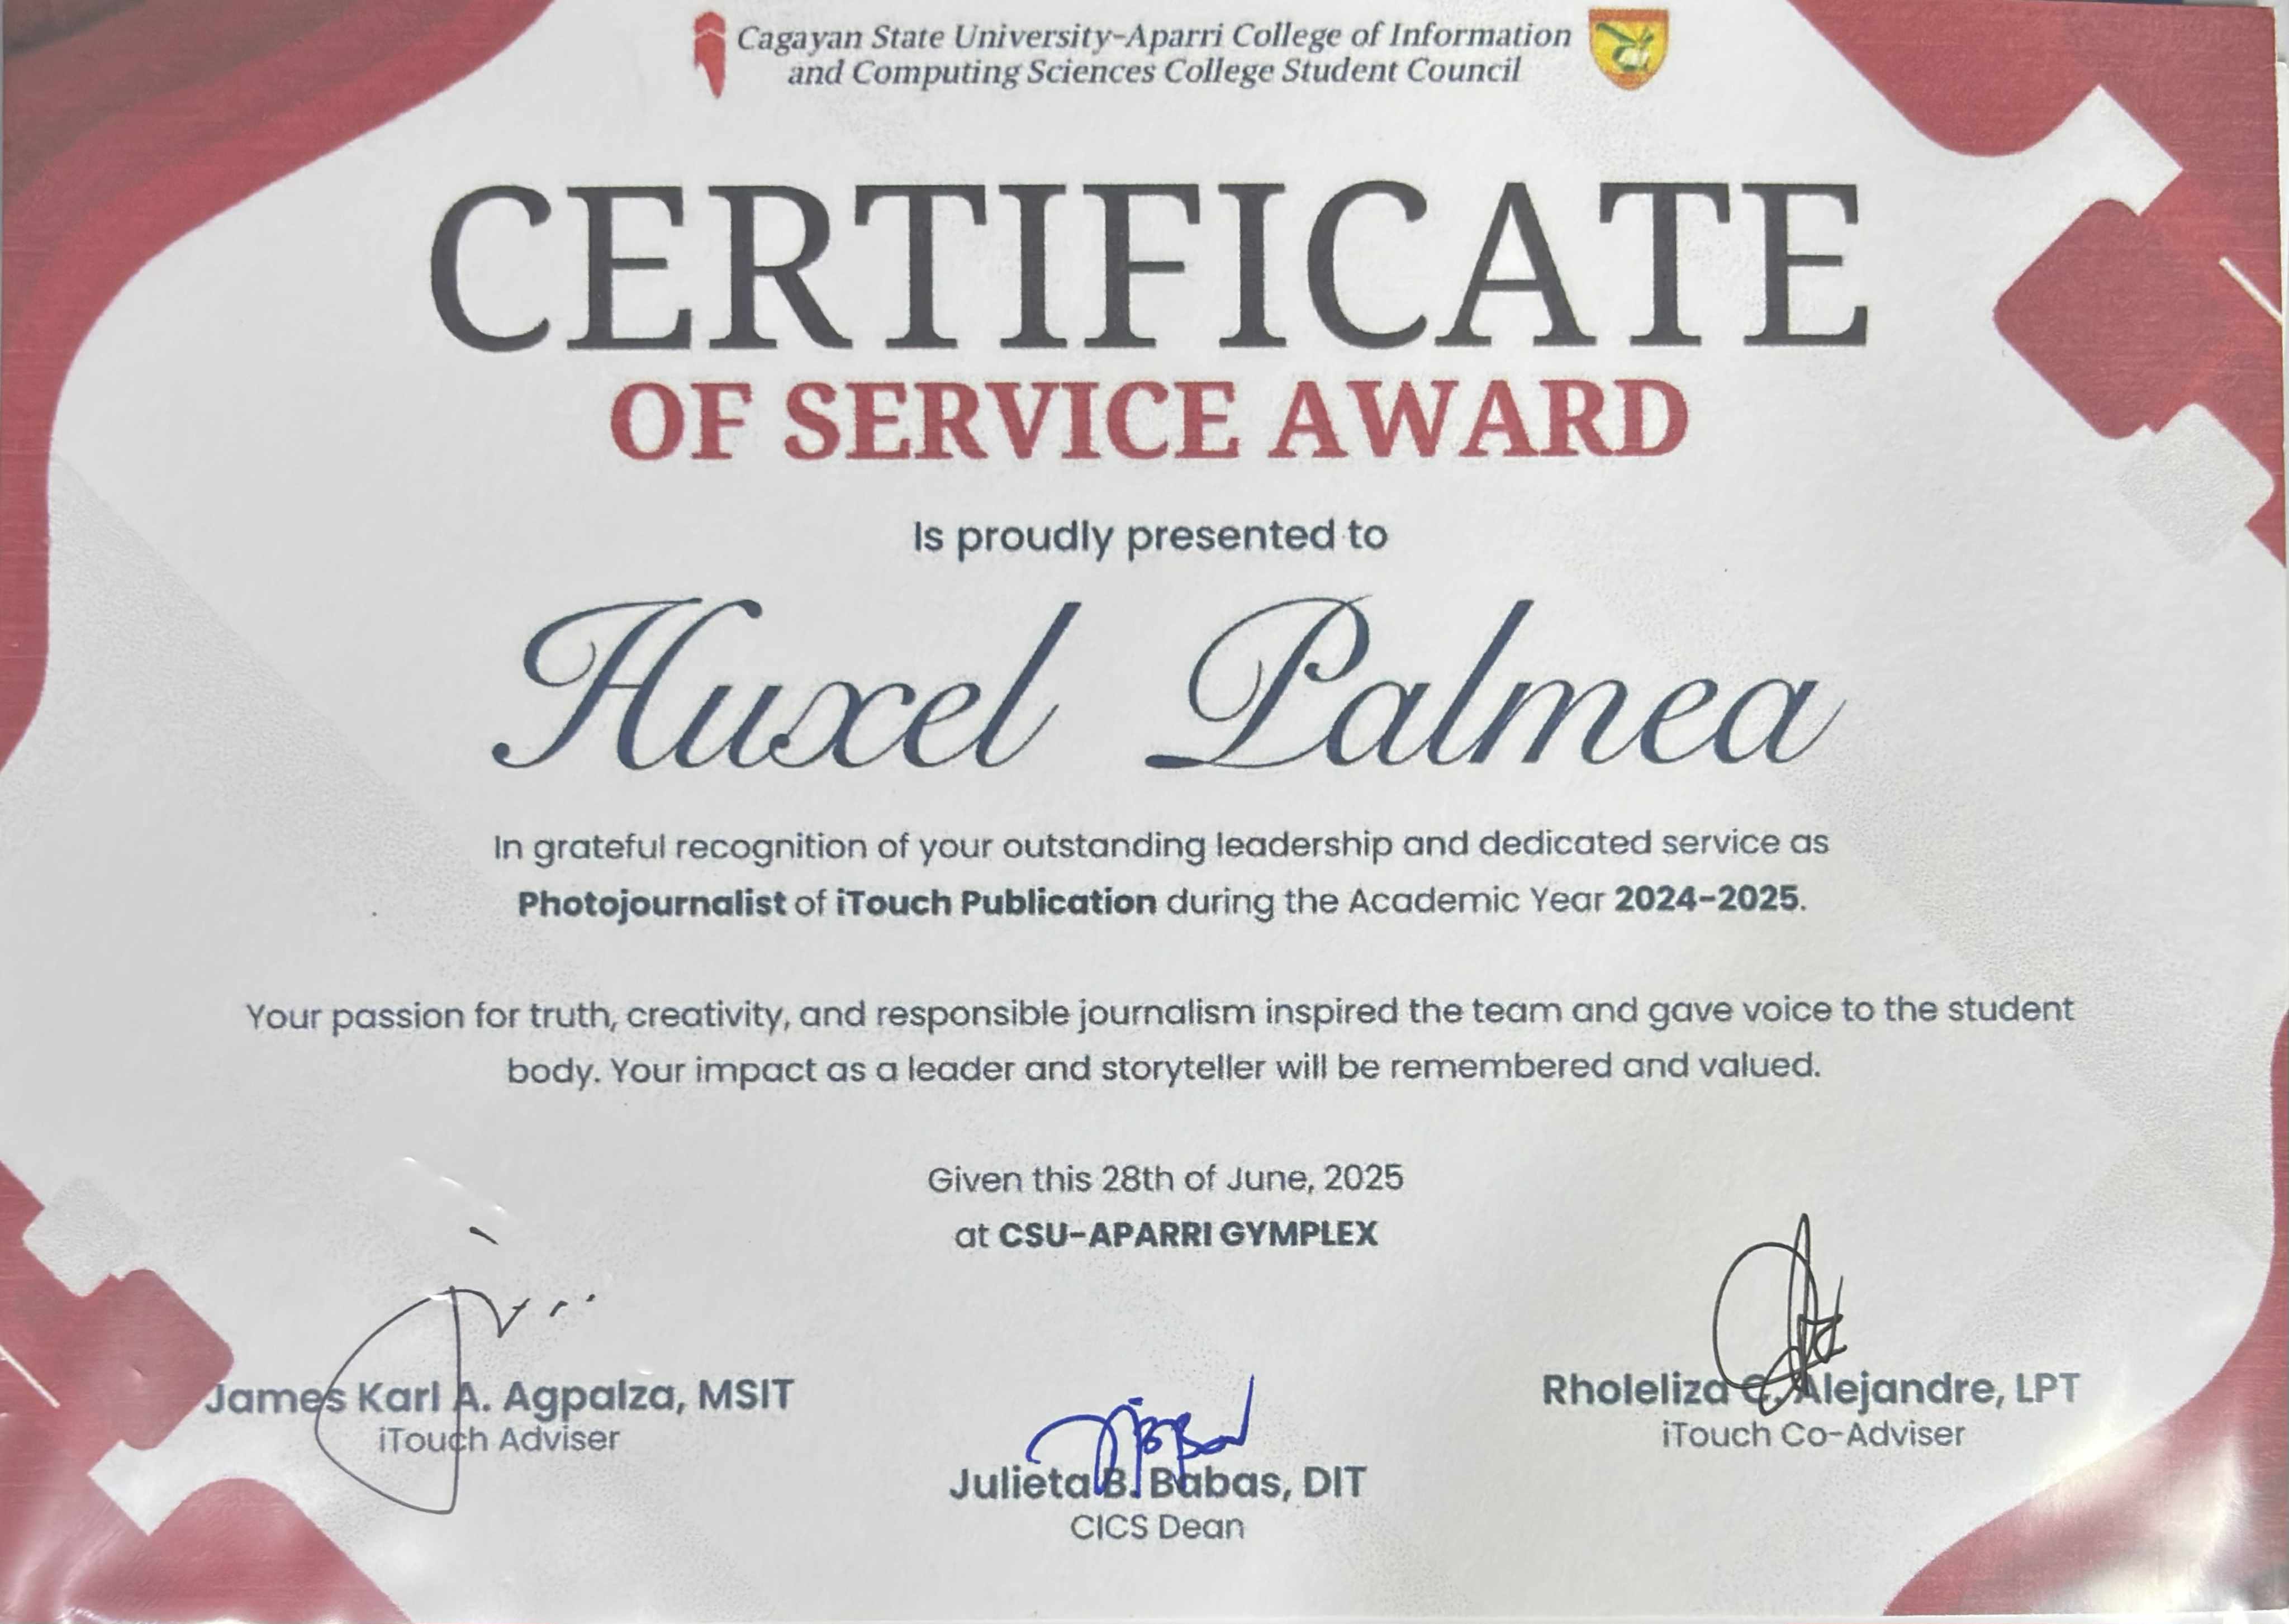 Cagayan State University-Aparri College of Information
and Computing Sciences College Student Council
CERTIFICATE
OF SERVICE AWARD
Is proudly presented to
Huxel Palmea
In grateful recognition of your outstanding leadership and dedicated service as
Photojournalist of iTouch Publication during the Academic Year 2024-2025.
Your passion for truth, creativity, and responsible journalism inspired the team and gave voice to the student
body. Your impact as a leader and storyteller will be remembered and valued.
Given this 28th of June, 2025
at CSU-APARRI GYMPLEX
James Karl A. Agpalza, MSIT
iTouch Adviser
Rholeliza Alejandre, LPT
iTouch Co-Adviser
Julieta B. Babas, DIT
CICS Dean